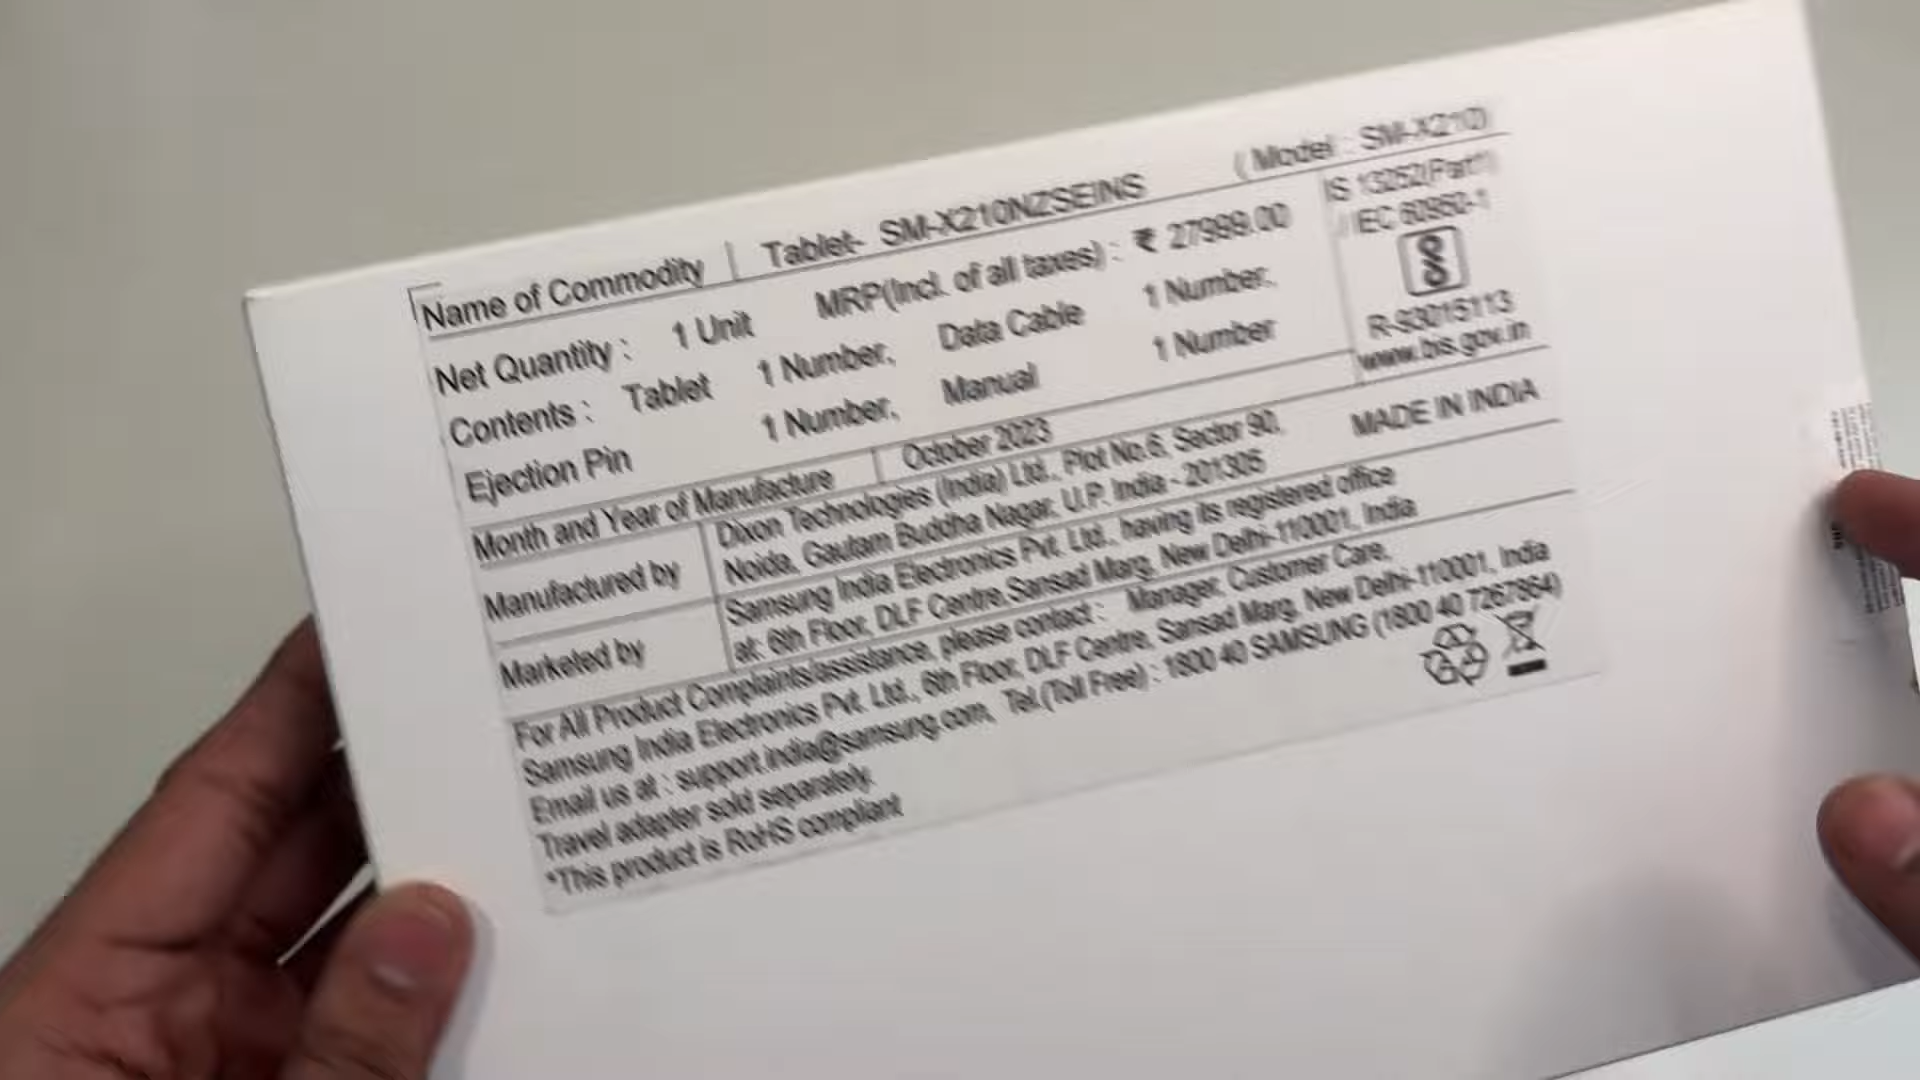 Name of Commodity | Tablet- SM-X210NZSEINS ( Model : SM-X210)
Net Quantity : 1 Unit MRP(Incl. of all taxes) : ₹ 27999.00
IS 13252(Part1)
/ IEC 60950-1
R-93015113
www.bis.gov.in
Contents : Tablet 1 Number, Data Cable 1 Number,
Ejection Pin 1 Number, Manual 1 Number
Month and Year of Manufacture | October 2023
MADE IN INDIA
Manufactured by Dixon Technologies (India) Ltd., Plot No.6, Sector 90,
Noida, Gautam Buddha Nagar, U.P. India - 201305
Marketed by Samsung India Electronics Pvt. Ltd., having its registered office
at: 6th Floor, DLF Centre, Sansad Marg, New Delhi-110001, India
For All Product Complaints/assistance, please contact : Manager, Customer Care,
Samsung India Electronics Pvt. Ltd., 6th Floor, DLF Centre, Sansad Marg, New Delhi-110001, India
Email us at : support.india@samsung.com, Tel.(Toll Free) : 1800 40 SAMSUNG (1800 40 7267864)
Travel adapter sold separately.
*This product is RoHS compliant